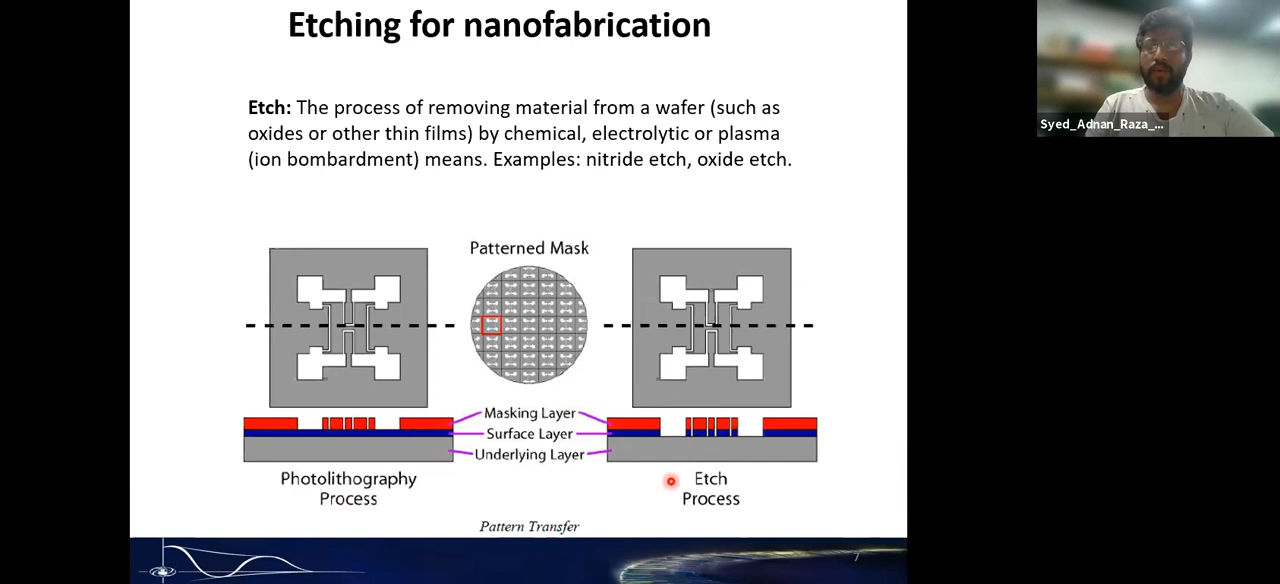 Etching for nanofabrication
Etch: The process of removing material from a wafer (such as
oxides or other thin films) by chemical, electrolytic or plasma
(ion bombardment) means. Examples: nitride etch, oxide etch.
Syed_Adnan_Raza_...
Patterned Mask
Masking Layer
Surface Layer
Underlying Layer
Photolithography
Process
Etch
Process
Pattern Transfer
7